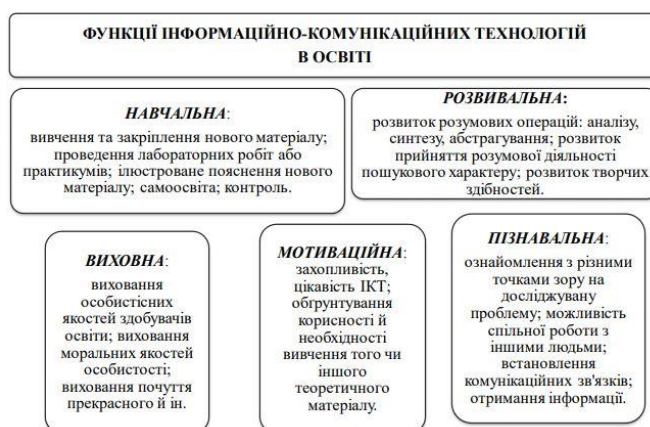 ФУНКЦІЇ ІНФОРМАЦІЙНО-КОМУНІКАЦІЙНИХ ТЕХНОЛОГІЙ
В ОСВІТІ
НАВЧАЛЬНА:
вивчення та закріплення нового матеріалу;
проведення лабораторних робіт або
практикумів; ілюстроване пояснення нового
матеріалу; самоосвіта; контроль.
РОЗВИВАЛЬНА:
розвиток розумових операцій: аналізу,
синтезу, абстрагування; розвиток
прийняття розумової діяльності
пошукового характеру; розвиток творчих
здібностей.
ВИХОВНА:
виховання
особистісних
якостей здобувачів
освіти; виховання
моральних якостей
особистості;
виховання почуття
прекрасного й ін.
МОТИВАЦІЙНА:
захопливість,
цікавість ІКТ;
обґрунтування
корисності й
необхідності
вивчення того чи
іншого
теоретичного
матеріалу.
ПІЗНАВАЛЬНА:
ознайомлення з різними
точками зору на
досліджувану
проблему; можливість
спільної роботи з
іншими людьми;
встановлення
комунікаційних зв'язків;
отримання інформації.